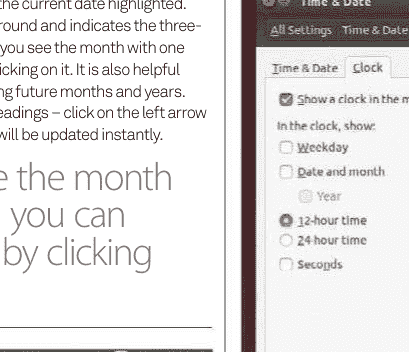 the current date highlighted.
round and indicates the three-
you see the month with one
icking on it. It is also helpful
ng future months and years.
eadings – click on the left arrow
will be updated instantly.
e the month
you can
by clicking
Time & Date
All Settings Time & Date
Time & Date Clock
Show a clock in the m
In the clock, show:
Weekday
Date and month
Year
12-hour time
24-hour time
Seconds